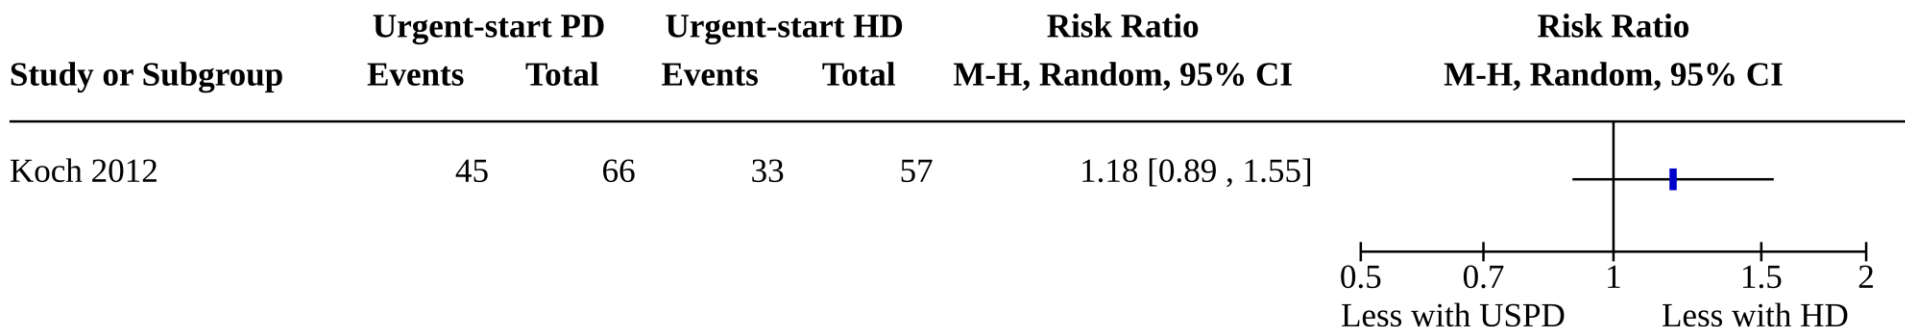 Urgent-start PD Urgent-start HD Risk Ratio Risk Ratio
Study or Subgroup Events Total Events Total M-H, Random, 95% CI M-H, Random, 95% CI
Koch 2012 45 66 33 57 1.18 [0.89 , 1.55]
0.5 0.7 1 1.5 2
Less with USPD Less with HD